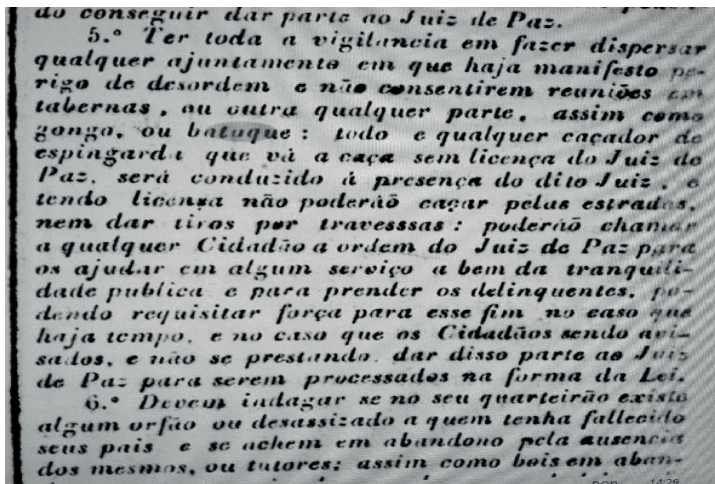 do conseguir dar parte ao Juiz de Paz.
5.º Ter toda a vigilancia em fazer dispersar
qualquer ajuntamento em que haja manifesto pe-
rigo de desordem e não consentirem reuniões em
tabernas, ou outra qualquer parte, assim como
gongo, ou batuque: todo e qualquer caçador de
espingarda que vá a caça sem licença do Juiz de
Paz, será conduzido á presença do dito Juiz, e
tendo licensa não poderáõ caçar pelas estradas,
nem dar tiros por travesssas: poderáõ chamar
a qualquer Cidadão a ordem do Juiz de Paz para
os ajudar em algum serviço a bem da tranquili-
dade publica e para prender os delinquentes, po-
dendo requisitar força para esse fim no caso que
haja tempo, e no caso que os Cidadãos sendo avi-
sados, e não se prestando, dar disso parte ao Juiz
de Paz para serem processados na forma da Lei.
6.º Devem indagar se no seu quarteirão existe
algum orfão ou desassizado a quem tenha fallecido
seus pais e se achem em abandono pela ausencia
dos mesmos, ou tutores; assim como bois em aban-
14:29